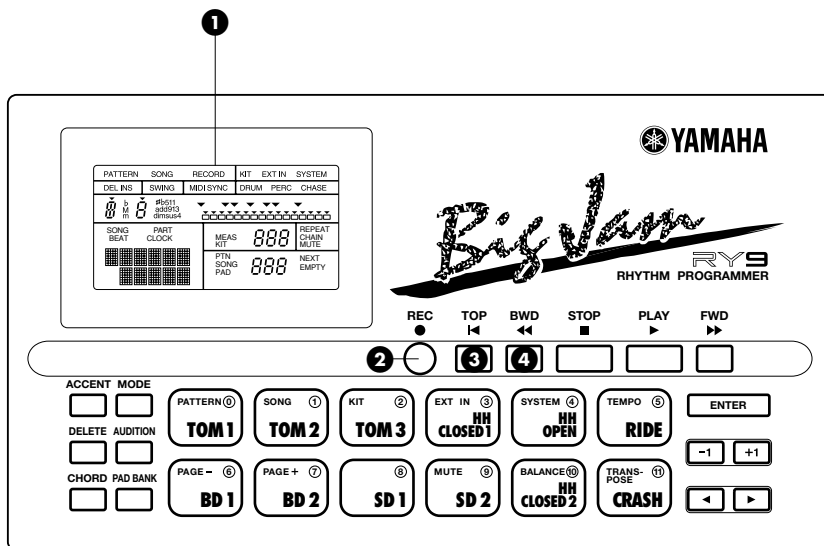 1
YAMAHA
PATTERN SONG RECORD KIT EXT IN SYSTEM
DEL INS SWING MIDI SYNC DRUM PERC CHASE
8 b M m 8 #b511 add913 dimsus4
SONG PART
BEAT CLOCK
MEAS KIT 888 REPEAT CHAIN MUTE
PTN SONG PAD 888 NEXT EMPTY
Big Jam
RY9
RHYTHM PROGRAMMER
REC TOP BWD STOP PLAY FWD
2 3 4
ACCENT MODE
PATTERN 0 SONG 1 KIT 2 EXT IN 3 SYSTEM 4 TEMPO 5 ENTER
TOM 1 TOM 2 TOM 3 HH CLOSED 1 HH OPEN RIDE
DELETE AUDITION
-1 +1
PAGE - 6 PAGE + 7 8 MUTE 9 BALANCE 10 TRANS-POSE 11
CHORD PAD BANK
BD 1 BD 2 SD 1 SD 2 HH CLOSED 2 CRASH